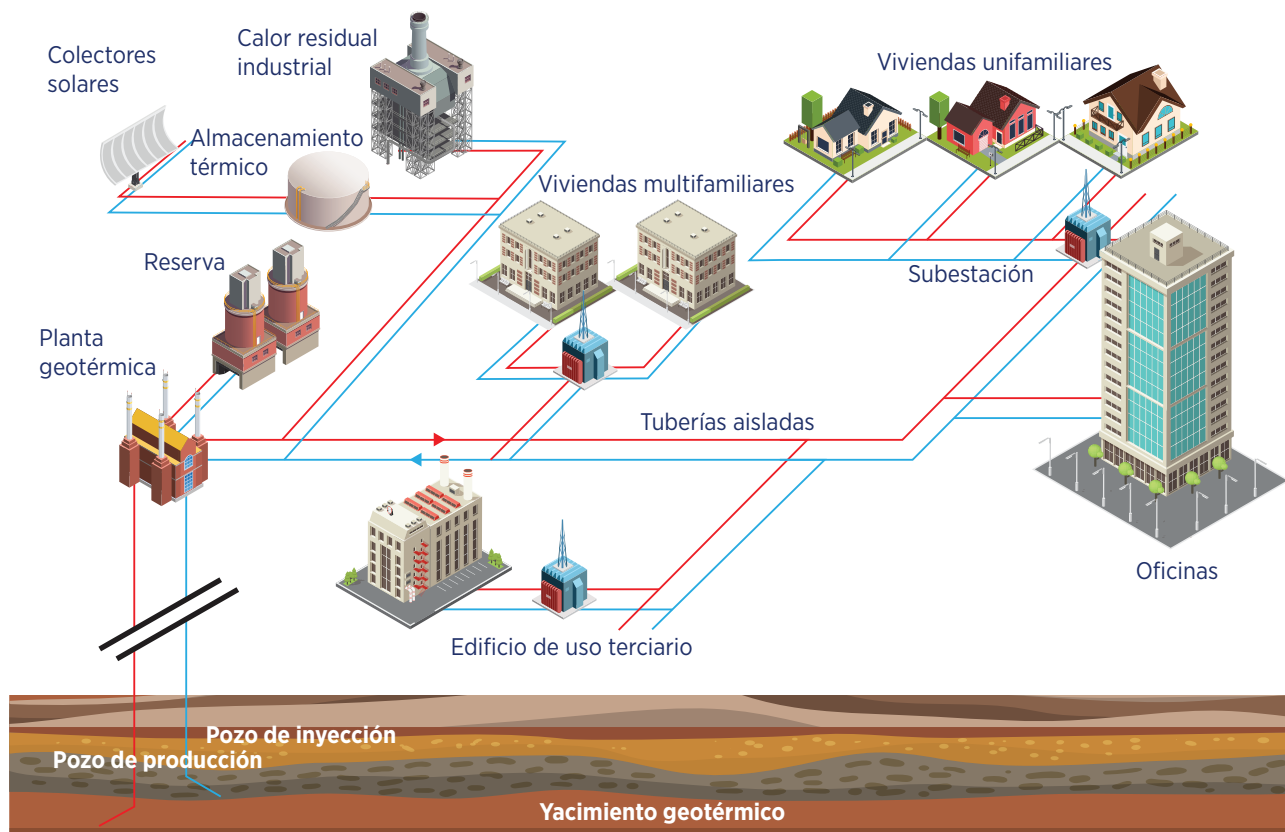 Colectores
solares
Calor residual
industrial
Viviendas unifamiliares
Almacenamiento
térmico
Viviendas multifamiliares
Reserva
Subestación
Planta
geotérmica
Tuberías aisladas
Oficinas
Edificio de uso terciario
Pozo de inyección
Pozo de producción
Yacimiento geotérmico